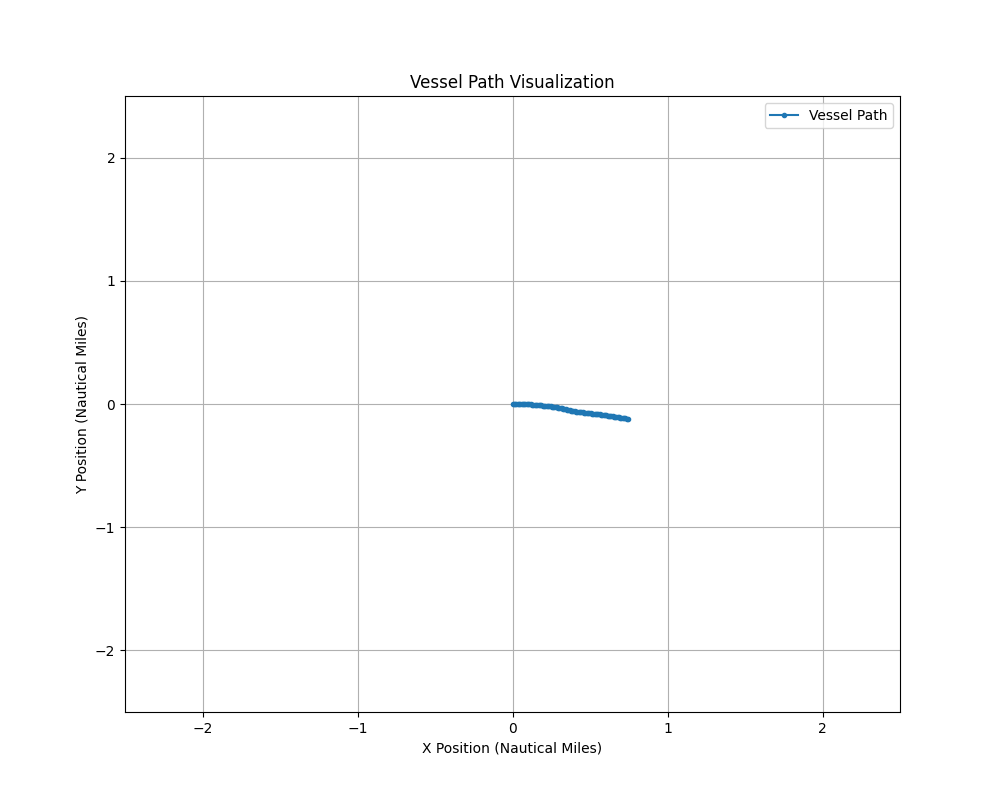 Vessel Path Visualization
Vessel Path
2
1
0
−1
−2
Y Position (Nautical Miles)
−2
−1
0
1
2
X Position (Nautical Miles)